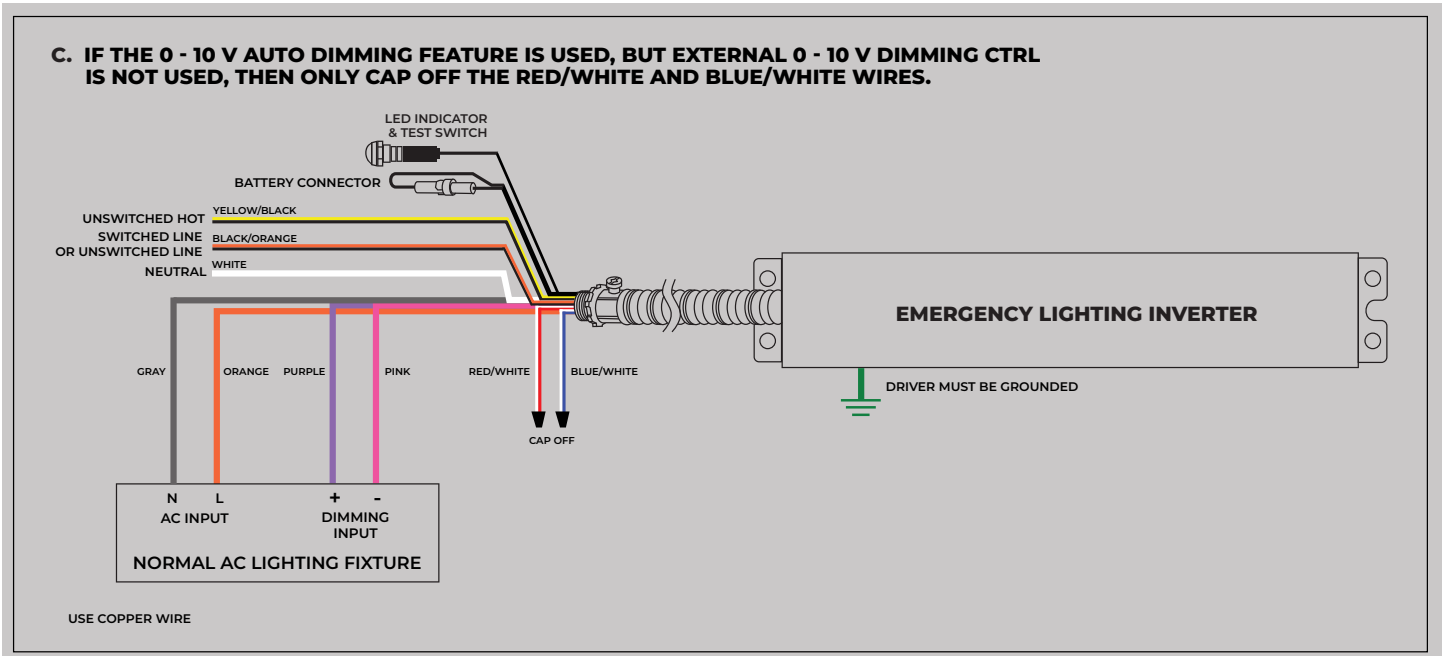 C. IF THE 0 - 10 V AUTO DIMMING FEATURE IS USED, BUT EXTERNAL 0 - 10 V DIMMING CTRL
IS NOT USED, THEN ONLY CAP OFF THE RED/WHITE AND BLUE/WHITE WIRES.
LED INDICATOR
& TEST SWITCH
BATTERY CONNECTOR
UNSWITCHED HOT YELLOW/BLACK
SWITCHED LINE
OR UNSWITCHED LINE BLACK/ORANGE
NEUTRAL WHITE
EMERGENCY LIGHTING INVERTER
GRAY ORANGE PURPLE PINK RED/WHITE BLUE/WHITE
DRIVER MUST BE GROUNDED
CAP OFF
N L + -
AC INPUT
DIMMING
INPUT
NORMAL AC LIGHTING FIXTURE
USE COPPER WIRE